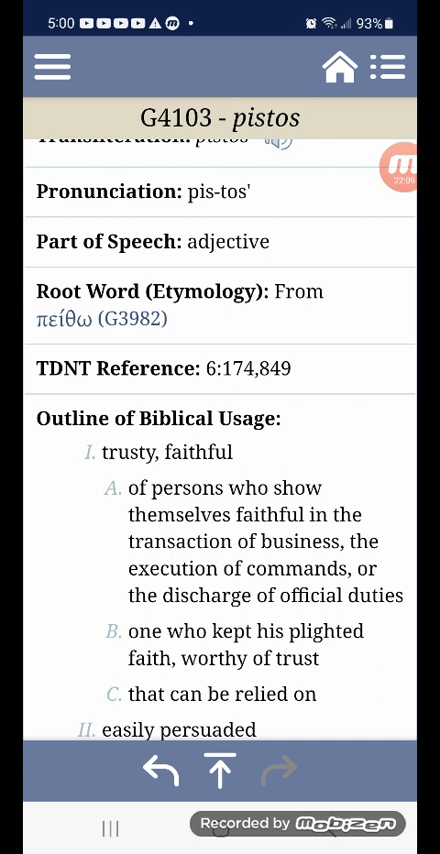 5:00 93%
G4103 - pistos
Transliteration: pistos
22:09
Pronunciation: pis-tos'
Part of Speech: adjective
Root Word (Etymology): From
πείθω (G3982)
TDNT Reference: 6:174,849
Outline of Biblical Usage:
I. trusty, faithful
A. of persons who show
themselves faithful in the
transaction of business, the
execution of commands, or
the discharge of official duties
B. one who kept his plighted
faith, worthy of trust
C. that can be relied on
II. easily persuaded
Recorded by mobizen